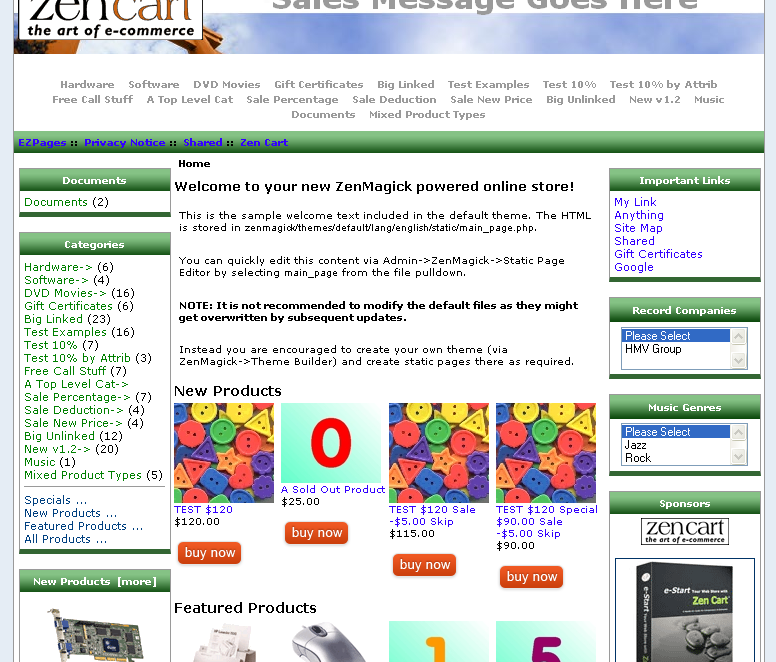 zen cart
the art of e-commerce
Sales Message Goes Here
Hardware Software DVD Movies Gift Certificates Big Linked Test Examples Test 10% Test 10% by Attrib
Free Call Stuff A Top Level Cat Sale Percentage Sale Deduction Sale New Price Big Unlinked New v1.2 Music
Documents Mixed Product Types
EZPages :: Privacy Notice :: Shared :: Zen Cart
Documents
Documents (2)
Categories
Hardware-> (6)
Software-> (4)
DVD Movies-> (16)
Gift Certificates (6)
Big Linked (23)
Test Examples (16)
Test 10% (7)
Test 10% by Attrib (3)
Free Call Stuff (7)
A Top Level Cat->
Sale Percentage-> (7)
Sale Deduction-> (4)
Sale New Price-> (4)
Big Unlinked (12)
New v1.2-> (20)
Music (1)
Mixed Product Types (5)
Specials ...
New Products ...
Featured Products ...
All Products ...
New Products [more]
Home
Welcome to your new ZenMagick powered online store!
This is the sample welcome text included in the default theme. The HTML
is stored in zenmagick/themes/default/lang/english/static/main_page.php.
You can quickly edit this content via Admin->ZenMagick->Static Page
Editor by selecting main_page from the file pulldown.
NOTE: It is not recommended to modify the default files as they might
get overwritten by subsequent updates.
Instead you are encouraged to create your own theme (via
ZenMagick->Theme Builder) and create static pages there as required.
New Products
TEST $120
$120.00
buy now
0
A Sold Out Product
$25.00
buy now
TEST $120 Sale
-$5.00 Skip
$115.00
buy now
TEST $120 Special
$90.00 Sale
-$5.00 Skip
$90.00
buy now
Featured Products
1
5
Important Links
My Link
Anything
Site Map
Shared
Gift Certificates
Google
Record Companies
Please Select
HMV Group
Music Genres
Please Select
Jazz
Rock
Sponsors
zen cart
the art of e-commerce
e-Start Your Web Store with
Zen Cart